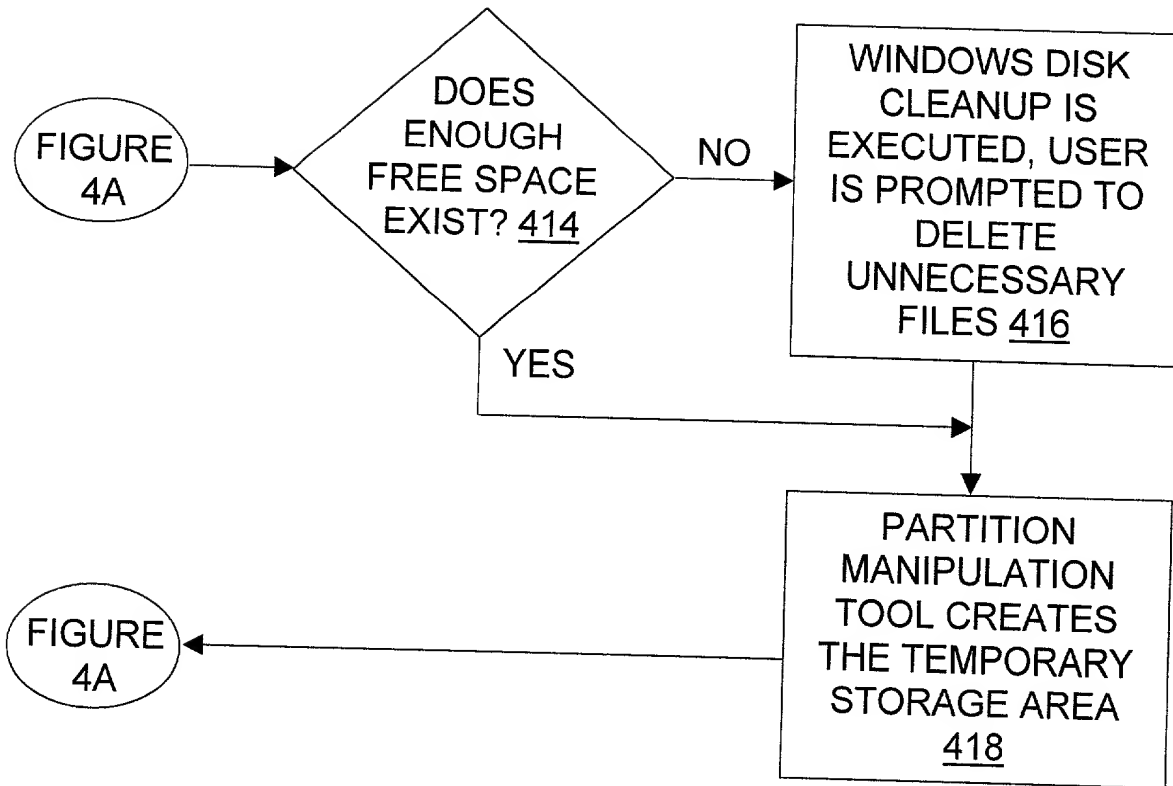 FIGURE
4A
DOES
ENOUGH
FREE SPACE
EXIST? 414
NO
WINDOWS DISK
CLEANUP IS
EXECUTED, USER
IS PROMPTED TO
DELETE
UNNECESSARY
FILES 416
YES
PARTITION
MANIPULATION
TOOL CREATES
THE TEMPORARY
STORAGE AREA
418
FIGURE
4A